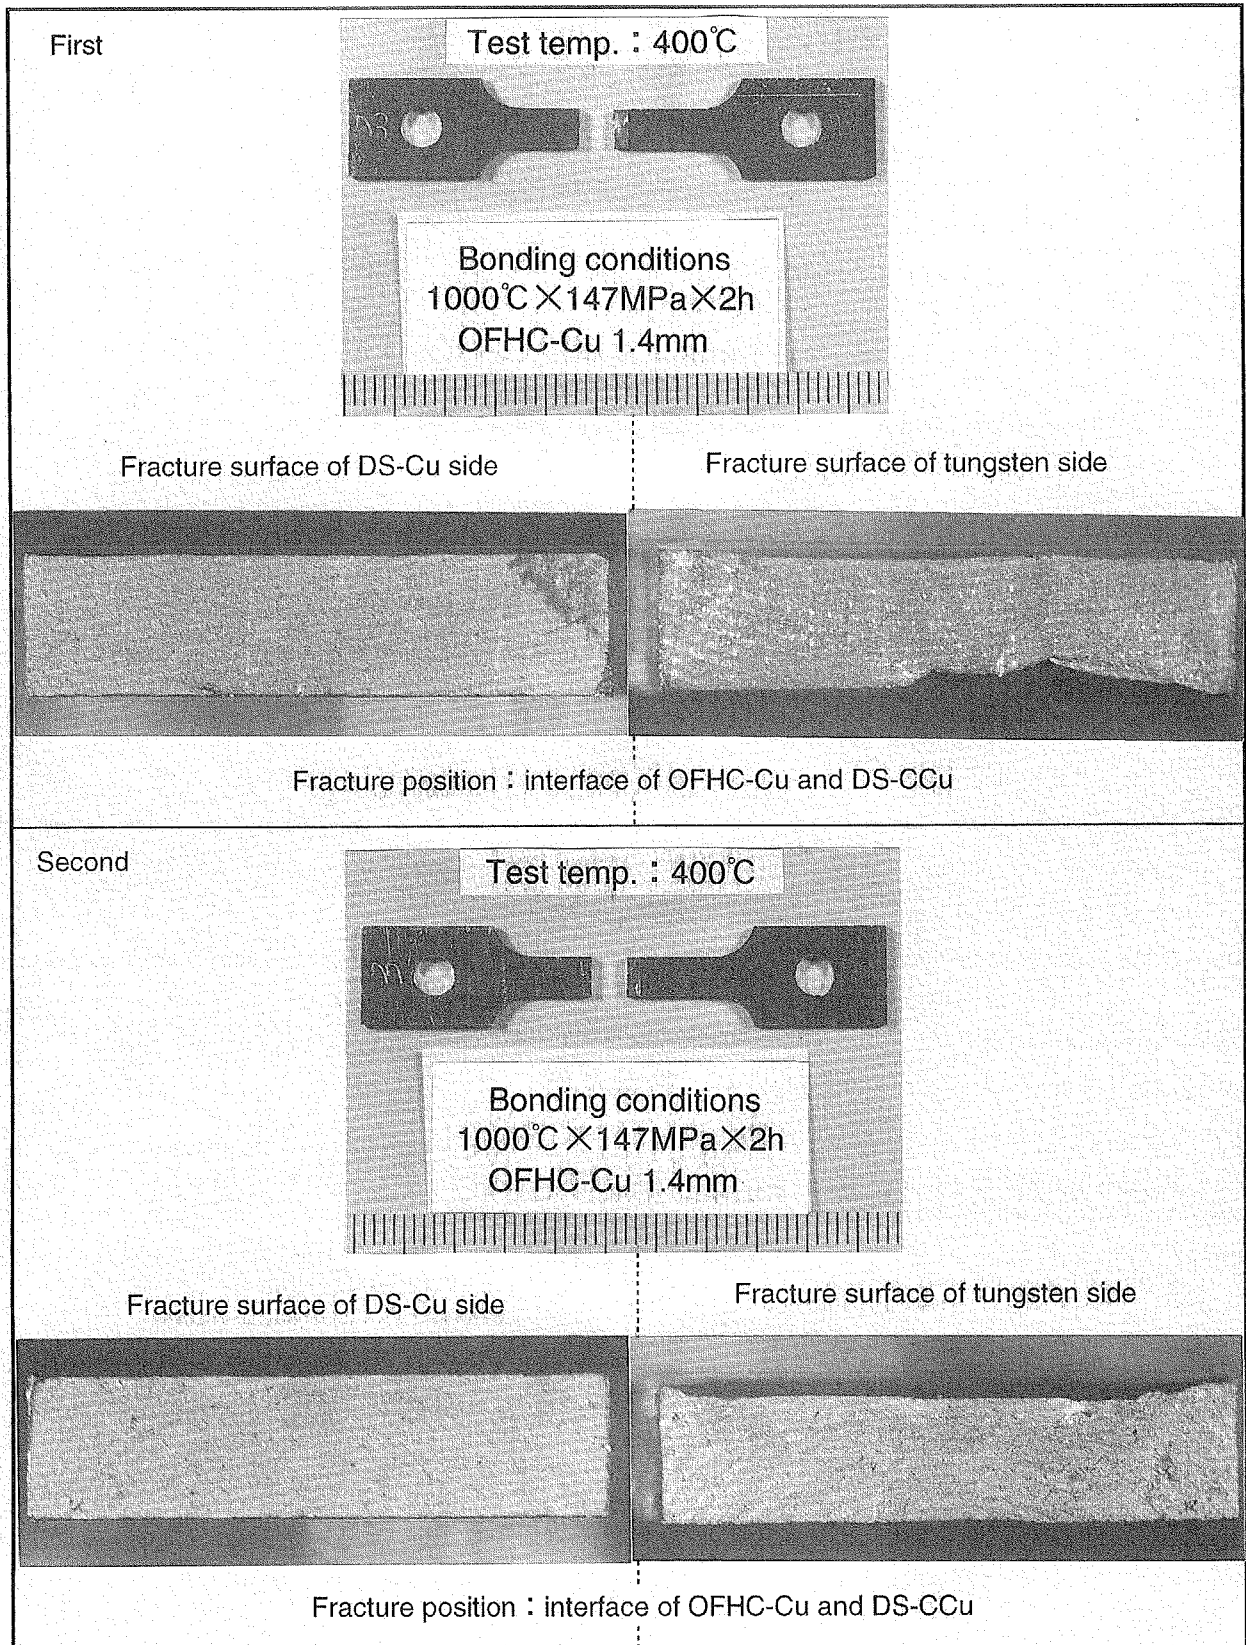 First
Test temp. : 400℃
Bonding conditions
1000℃×147MPa×2h
OFHC-Cu 1.4mm
Fracture surface of DS-Cu side
Fracture surface of tungsten side
Fracture position : interface of OFHC-Cu and DS-CCu
Second
Test temp. : 400℃
Bonding conditions
1000℃×147MPa×2h
OFHC-Cu 1.4mm
Fracture surface of DS-Cu side
Fracture surface of tungsten side
Fracture position : interface of OFHC-Cu and DS-CCu